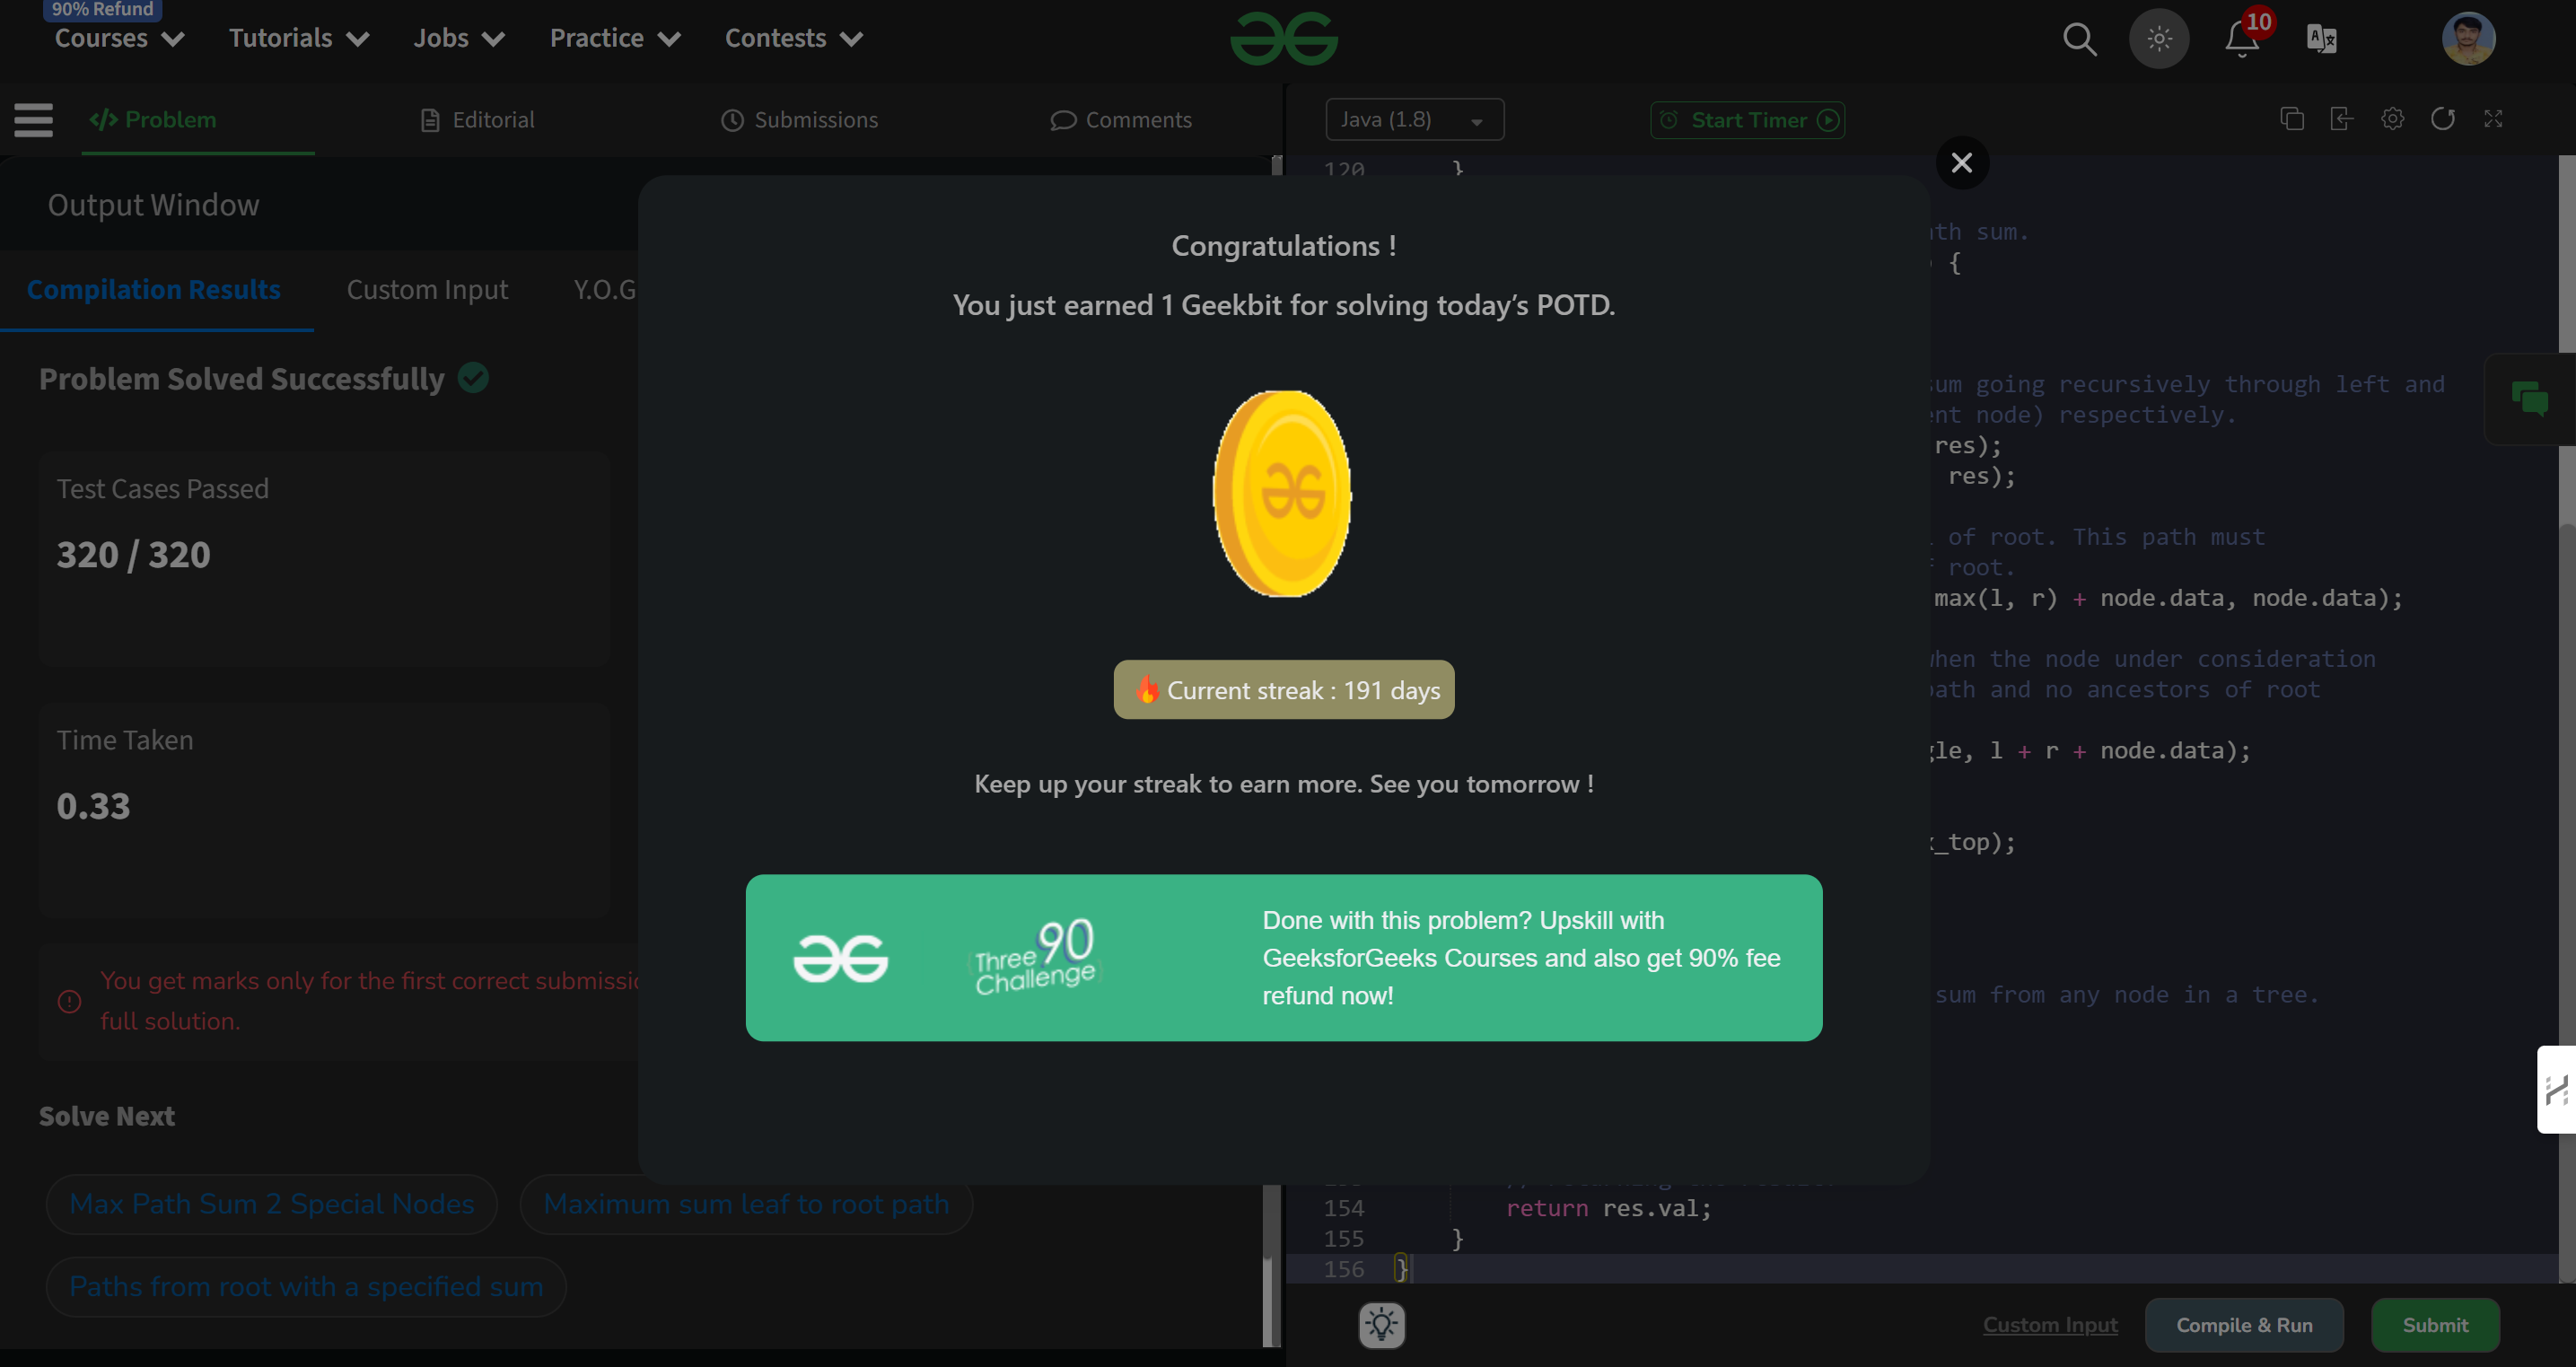 90% Refund
Courses
Tutorials
Jobs
Practice
Contests
10
Problem
Editorial
Submissions
Comments
Java (1.8)
Start Timer
Output Window
Compilation Results
Custom Input
Y.O.G
Problem Solved Successfully
Test Cases Passed
320 / 320
Time Taken
0.33
You get marks only for the first correct submissio
full solution.
Solve Next
Max Path Sum 2 Special Nodes
Maximum sum leaf to root path
Paths from root with a specified sum
Congratulations !
You just earned 1 Geekbit for solving today's POTD.
Current streak : 191 days
Keep up your streak to earn more. See you tomorrow !
Three 90 Challenge
Done with this problem? Upskill with
GeeksforGeeks Courses and also get 90% fee
refund now!
120 }
ath sum.
{
sum going recursively through left and
ent node) respectively.
res);
res);
of root. This path must
root.
max(l, r) + node.data, node.data);
when the node under consideration
path and no ancestors of root
gle, l + r + node.data);
x_top);
sum from any node in a tree.
154 return res.val;
155 }
156 }
Custom Input
Compile & Run
Submit